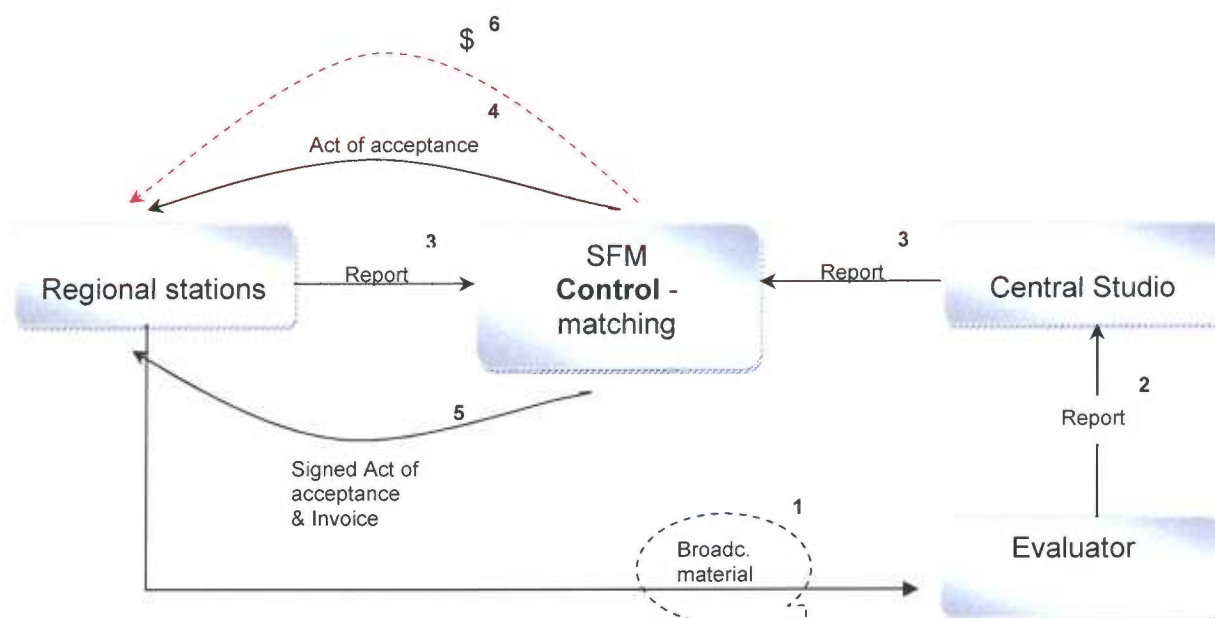 $ 6
4
Act of acceptance
3
3
Regional stations
Report
SFM
Control -
matching
Report
Central Studio
2
Report
5
Signed Act of
acceptance
& Invoice
1
Broadc.
material
Evaluator